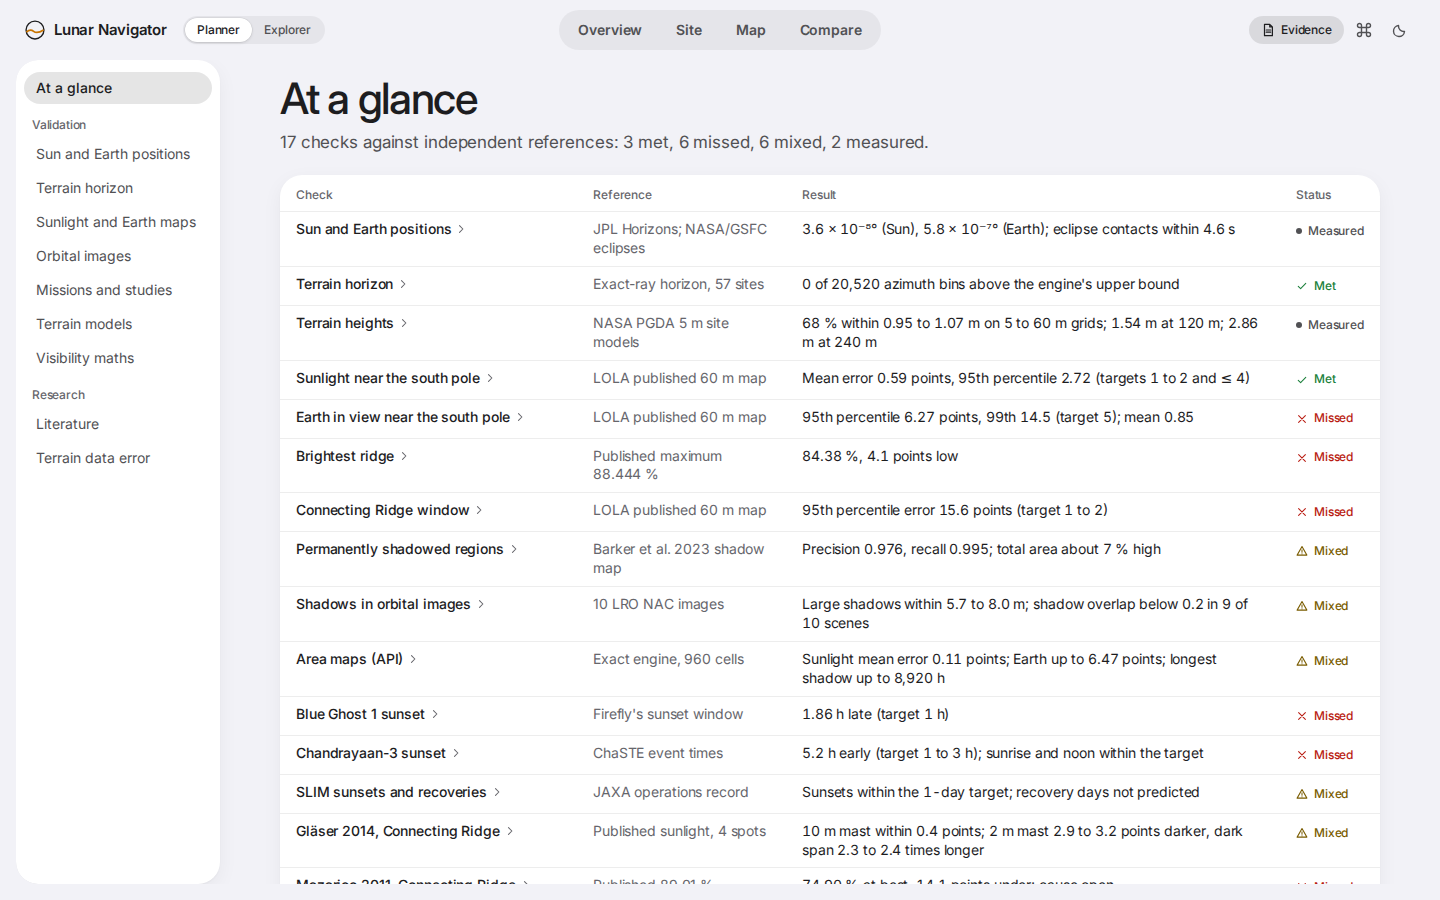 Lunar Navigator
Planner
Explorer
Overview
Site
Map
Compare
Evidence
At a glance
Validation
Sun and Earth positions
Terrain horizon
Sunlight and Earth maps
Orbital images
Missions and studies
Terrain models
Visibility maths
Research
Literature
Terrain data error
At a glance
17 checks against independent references: 3 met, 6 missed, 6 mixed, 2 measured.
Check
Reference
Result
Status
Sun and Earth positions
JPL Horizons; NASA/GSFC
eclipses
3.6 × 10⁻⁸° (Sun), 5.8 × 10⁻⁷° (Earth); eclipse contacts within 4.6 s
Measured
Terrain horizon
Exact-ray horizon, 57 sites
0 of 20,520 azimuth bins above the engine's upper bound
Met
Terrain heights
NASA PGDA 5 m site
models
68 % within 0.95 to 1.07 m on 5 to 60 m grids; 1.54 m at 120 m; 2.86
m at 240 m
Measured
Sunlight near the south pole
LOLA published 60 m map
Mean error 0.59 points, 95th percentile 2.72 (targets 1 to 2 and ≤ 4)
Met
Earth in view near the south pole
LOLA published 60 m map
95th percentile 6.27 points, 99th 14.5 (target 5); mean 0.85
Missed
Brightest ridge
Published maximum
88.444 %
84.38 %, 4.1 points low
Missed
Connecting Ridge window
LOLA published 60 m map
95th percentile error 15.6 points (target 1 to 2)
Missed
Permanently shadowed regions
Barker et al. 2023 shadow
map
Precision 0.976, recall 0.995; total area about 7 % high
Mixed
Shadows in orbital images
10 LRO NAC images
Large shadows within 5.7 to 8.0 m; shadow overlap below 0.2 in 9 of
10 scenes
Mixed
Area maps (API)
Exact engine, 960 cells
Sunlight mean error 0.11 points; Earth up to 6.47 points; longest
shadow up to 8,920 h
Mixed
Blue Ghost 1 sunset
Firefly's sunset window
1.86 h late (target 1 h)
Missed
Chandrayaan-3 sunset
ChaSTE event times
5.2 h early (target 1 to 3 h); sunrise and noon within the target
Missed
SLIM sunsets and recoveries
JAXA operations record
Sunsets within the 1-day target; recovery days not predicted
Mixed
Gläser 2014, Connecting Ridge
Published sunlight, 4 spots
10 m mast within 0.4 points; 2 m mast 2.9 to 3.2 points darker, dark
span 2.3 to 2.4 times longer
Mixed